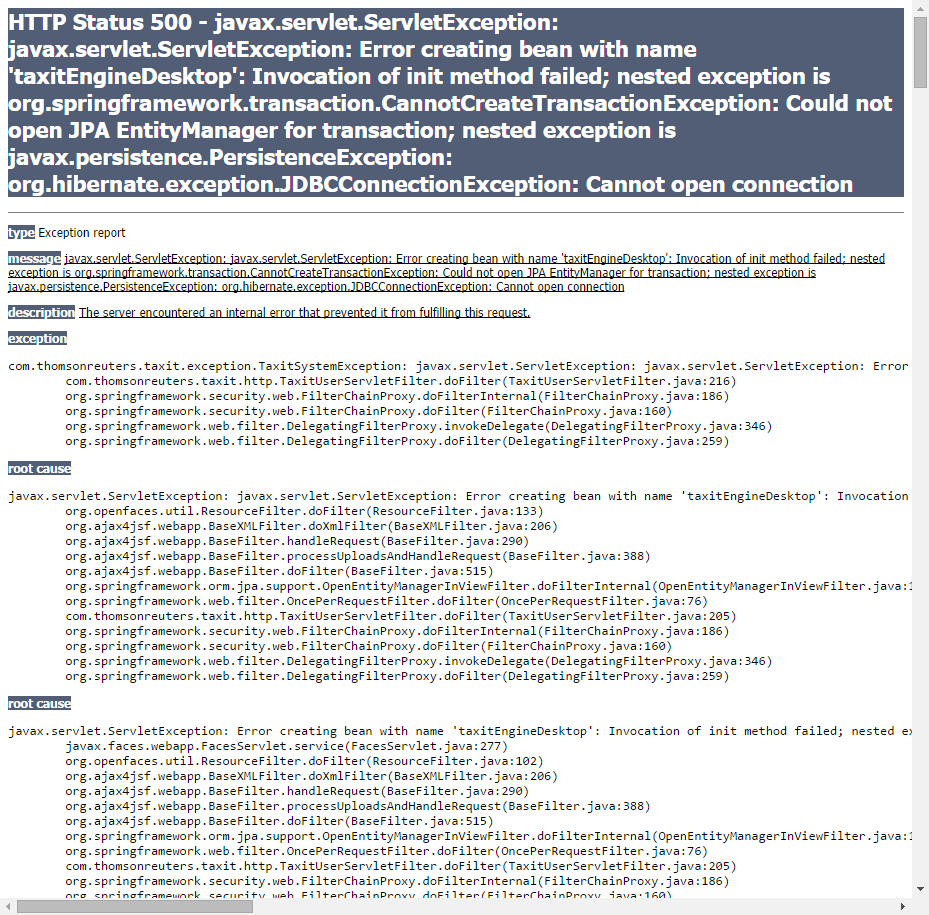 HTTP Status 500 - javax.servlet.ServletException:
javax.servlet.ServletException: Error creating bean with name
'taxitEngineDesktop': Invocation of init method failed; nested exception is
org.springframework.transaction.CannotCreateTransactionException: Could not
open JPA EntityManager for transaction; nested exception is
javax.persistence.PersistenceException:
org.hibernate.exception.JDBCConnectionException: Cannot open connection
type Exception report
message javax.servlet.ServletException: javax.servlet.ServletException: Error creating bean with name 'taxitEngineDesktop': Invocation of init method failed; nested
exception is org.springframework.transaction.CannotCreateTransactionException: Could not open JPA EntityManager for transaction; nested exception is
javax.persistence.PersistenceException: org.hibernate.exception.JDBCConnectionException: Cannot open connection
description The server encountered an internal error that prevented it from fulfilling this request.
exception
com.thomsonreuters.taxit.exception.TaxitSystemException: javax.servlet.ServletException: javax.servlet.ServletException: Error
com.thomsonreuters.taxit.http.TaxitUserServletFilter.doFilter(TaxitUserServletFilter.java:216)
org.springframework.security.web.FilterChainProxy.doFilterInternal(FilterChainProxy.java:186)
org.springframework.security.web.FilterChainProxy.doFilter(FilterChainProxy.java:160)
org.springframework.web.filter.DelegatingFilterProxy.invokeDelegate(DelegatingFilterProxy.java:346)
org.springframework.web.filter.DelegatingFilterProxy.doFilter(DelegatingFilterProxy.java:259)
root cause
javax.servlet.ServletException: javax.servlet.ServletException: Error creating bean with name 'taxitEngineDesktop': Invocation
org.openfaces.util.ResourceFilter.doFilter(ResourceFilter.java:133)
org.ajax4jsf.webapp.BaseXMLFilter.doXmlFilter(BaseXMLFilter.java:206)
org.ajax4jsf.webapp.BaseFilter.handleRequest(BaseFilter.java:290)
org.ajax4jsf.webapp.BaseFilter.processUploadsAndHandleRequest(BaseFilter.java:388)
org.ajax4jsf.webapp.BaseFilter.doFilter(BaseFilter.java:515)
org.springframework.orm.jpa.support.OpenEntityManagerInViewFilter.doFilterInternal(OpenEntityManagerInViewFilter.java:1
org.springframework.web.filter.OncePerRequestFilter.doFilter(OncePerRequestFilter.java:76)
com.thomsonreuters.taxit.http.TaxitUserServletFilter.doFilter(TaxitUserServletFilter.java:205)
org.springframework.security.web.FilterChainProxy.doFilterInternal(FilterChainProxy.java:186)
org.springframework.security.web.FilterChainProxy.doFilter(FilterChainProxy.java:160)
org.springframework.web.filter.DelegatingFilterProxy.invokeDelegate(DelegatingFilterProxy.java:346)
org.springframework.web.filter.DelegatingFilterProxy.doFilter(DelegatingFilterProxy.java:259)
root cause
javax.servlet.ServletException: Error creating bean with name 'taxitEngineDesktop': Invocation of init method failed; nested ex
javax.faces.webapp.FacesServlet.service(FacesServlet.java:277)
org.openfaces.util.ResourceFilter.doFilter(ResourceFilter.java:102)
org.ajax4jsf.webapp.BaseXMLFilter.doXmlFilter(BaseXMLFilter.java:206)
org.ajax4jsf.webapp.BaseFilter.handleRequest(BaseFilter.java:290)
org.ajax4jsf.webapp.BaseFilter.processUploadsAndHandleRequest(BaseFilter.java:388)
org.ajax4jsf.webapp.BaseFilter.doFilter(BaseFilter.java:515)
org.springframework.orm.jpa.support.OpenEntityManagerInViewFilter.doFilterInternal(OpenEntityManagerInViewFilter.java:1
org.springframework.web.filter.OncePerRequestFilter.doFilter(OncePerRequestFilter.java:76)
com.thomsonreuters.taxit.http.TaxitUserServletFilter.doFilter(TaxitUserServletFilter.java:205)
org.springframework.security.web.FilterChainProxy.doFilterInternal(FilterChainProxy.java:186)
org.springframework.security.web.FilterChainProxy.doFilter(FilterChainProxy.java:160)